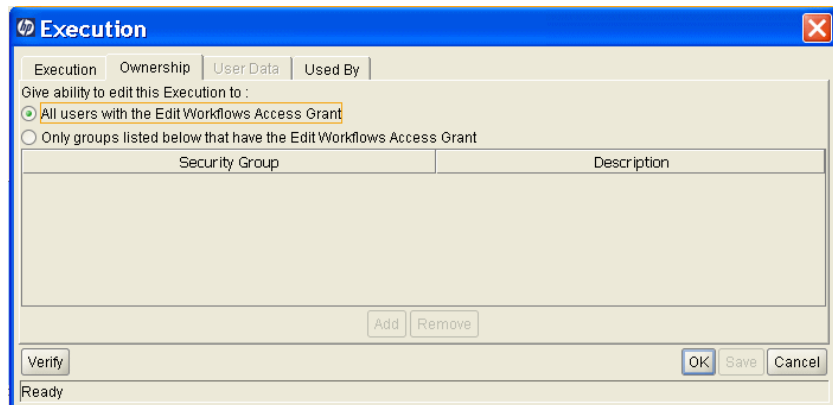 hp Execution
Execution Ownership User Data Used By
Give ability to edit this Execution to :
All users with the Edit Workflows Access Grant
Only groups listed below that have the Edit Workflows Access Grant
Security Group Description
Add Remove
Verify OK Save Cancel
Ready